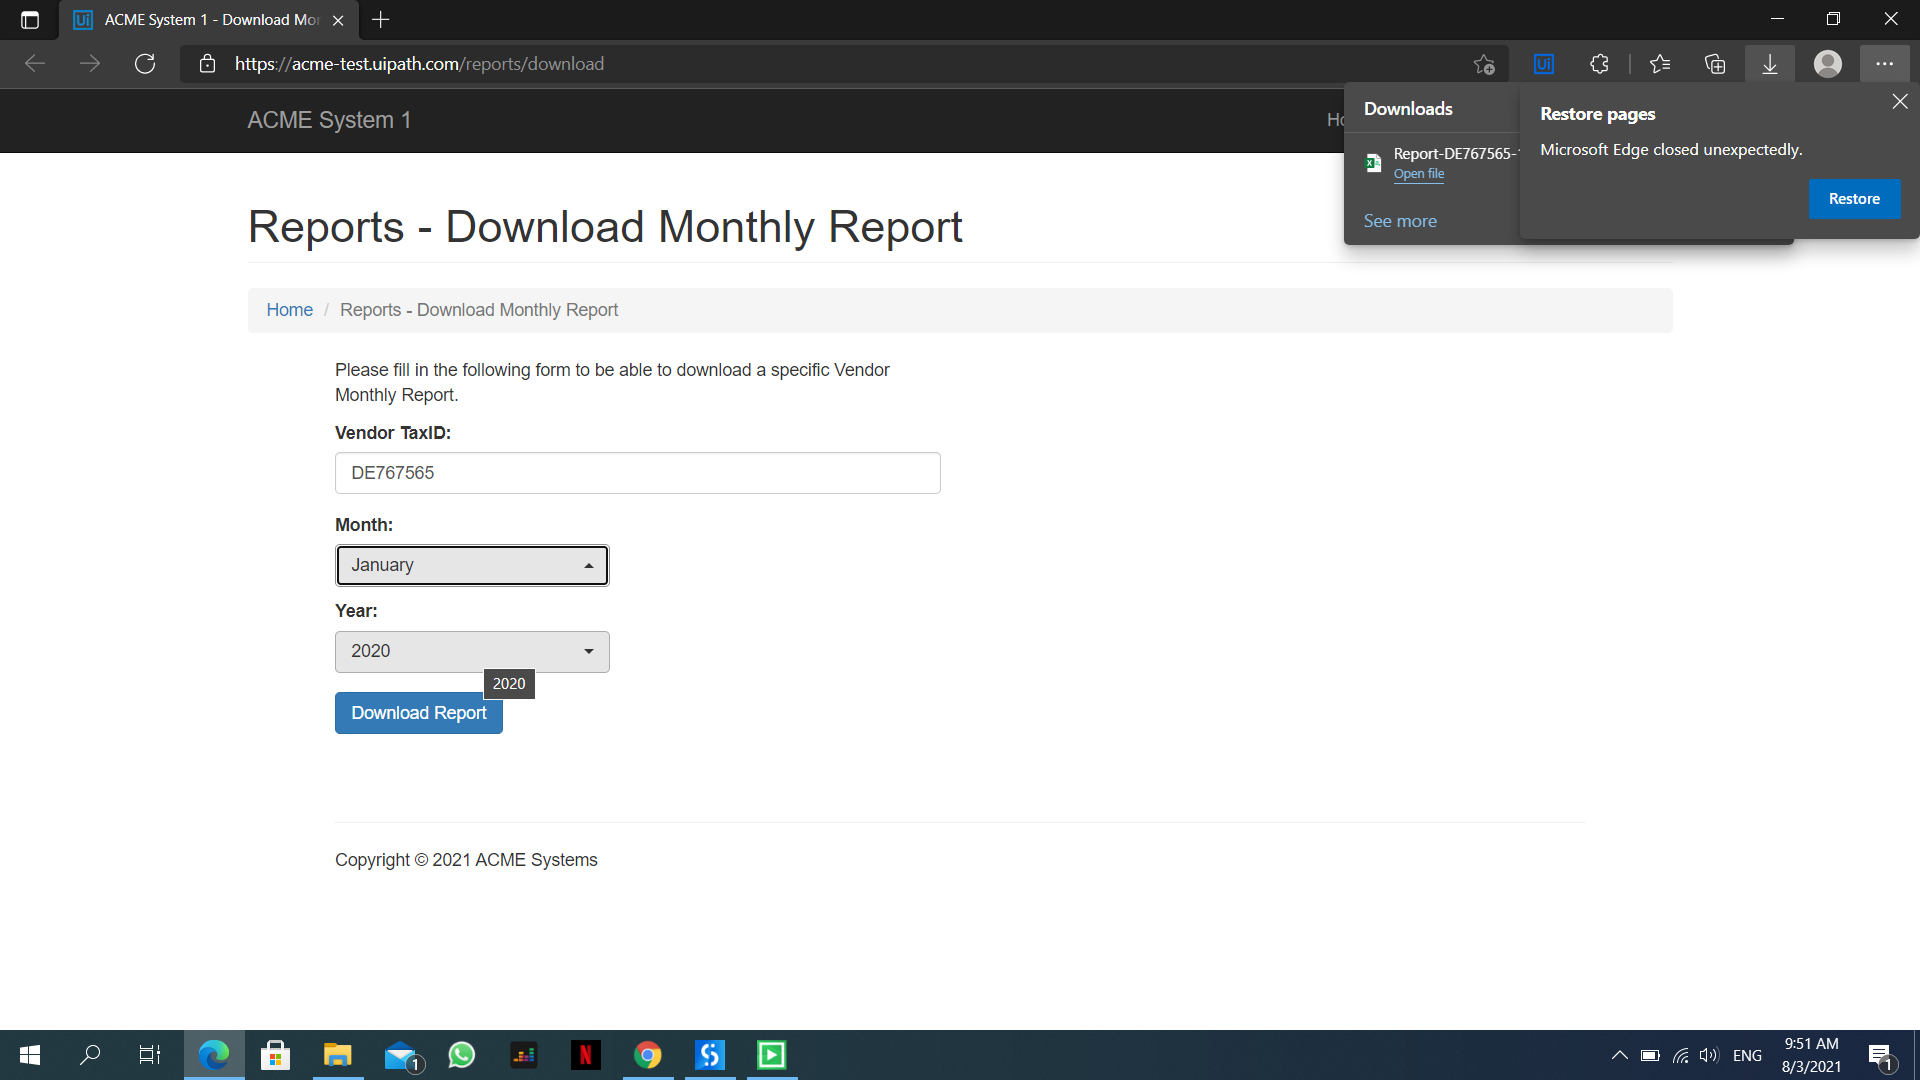 ACME System 1 - Download Mo
https://acme-test.uipath.com/reports/download
Ui
ACME System 1
Downloads
Report-DE767565-
Open file
See more
Restore pages
Microsoft Edge closed unexpectedly.
Restore
Reports - Download Monthly Report
Home / Reports - Download Monthly Report
Please fill in the following form to be able to download a specific Vendor
Monthly Report.
Vendor TaxID:
DE767565
Month:
January
Year:
2020
2020
Download Report
Copyright © 2021 ACME Systems
1
N
ENG
9:51 AM
8/3/2021
1